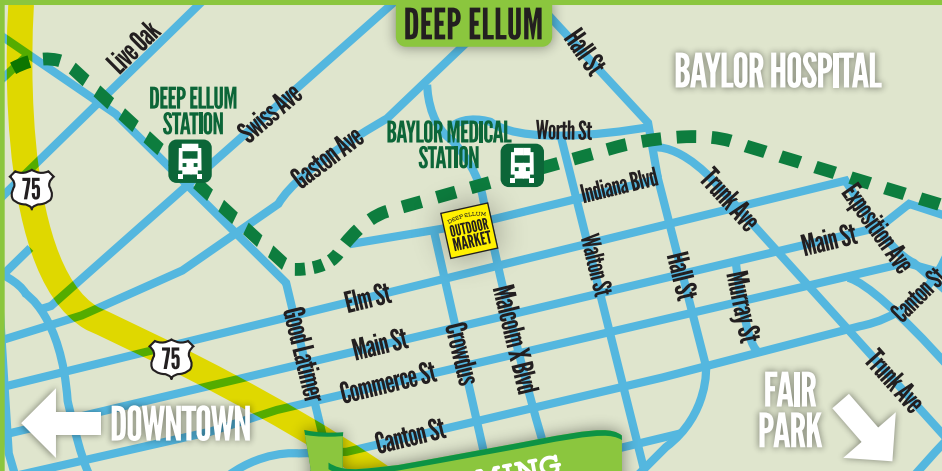 DEEP ELLUM
Live Oak
Hall St
BAYLOR HOSPITAL
DEEP ELLUM
STATION
Swiss Ave
Gaston Ave
BAYLOR MEDICAL
STATION
Worth St
75
Indiana Blvd
Trunk Ave
Exposition Ave
DEEP ELLUM
OUTDOOR
MARKET
Main St
Walton St
Hall St
Murray St
Canton St
Elm St
Good Latimer
Main St
Crowdus
Malcolm X Blvd
75
Commerce St
Trunk Ave
FAIR
PARK
DOWNTOWN
Canton St